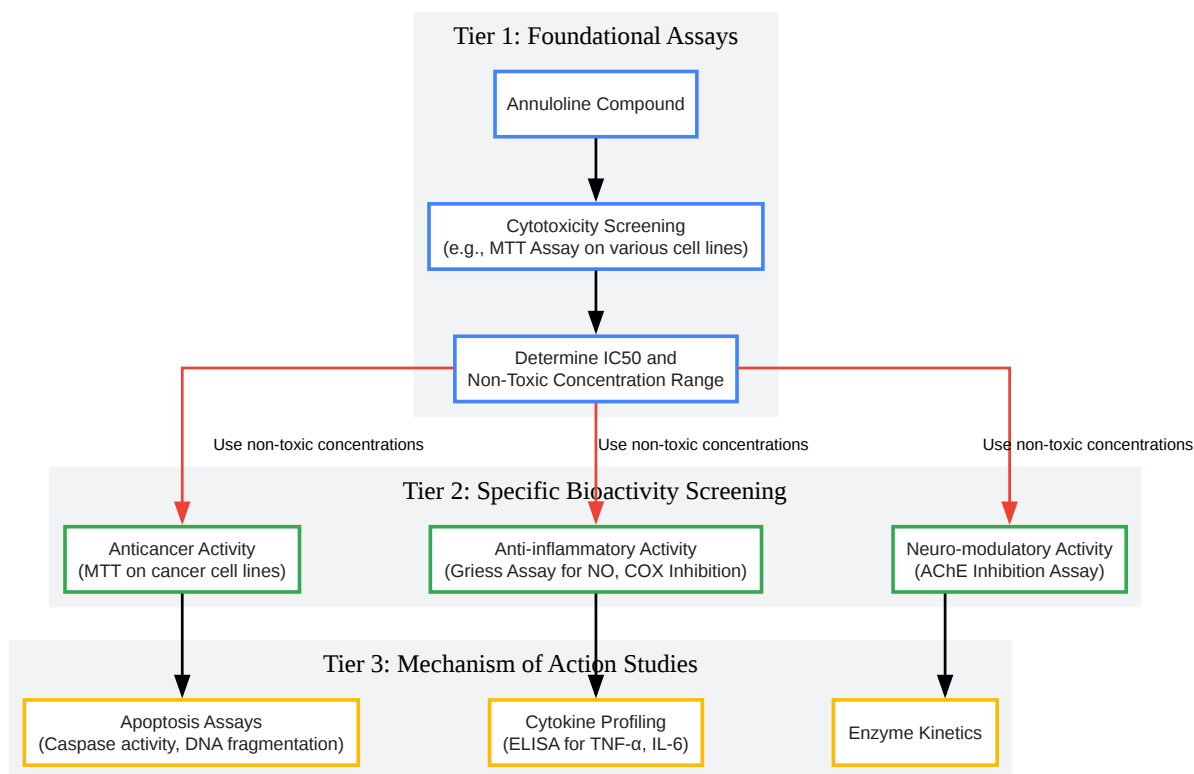 Tier 1: Foundational Assays
Annuloline Compound
Cytotoxicity Screening
(e.g., MTT Assay on various cell lines)
Determine IC50 and
Non-Toxic Concentration Range
Use non-toxic concentrations
Use non-toxic concentrations
Use non-toxic concentrations
Tier 2: Specific Bioactivity Screening
Anticancer Activity
(MTT on cancer cell lines)
Anti-inflammatory Activity
(Griess Assay for NO, COX Inhibition)
Neuro-modulatory Activity
(AChE Inhibition Assay)
Tier 3: Mechanism of Action Studies
Apoptosis Assays
(Caspase activity, DNA fragmentation)
Cytokine Profiling
(ELISA for TNF-α, IL-6)
Enzyme Kinetics